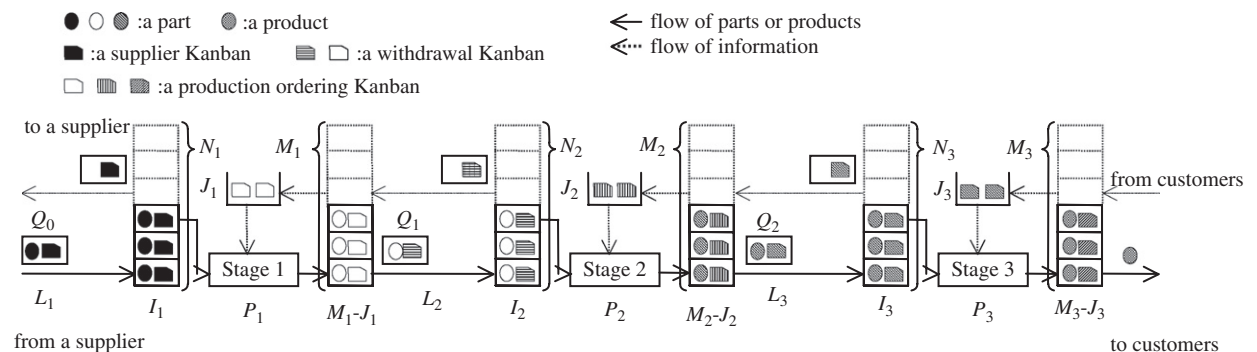 :a part :a product
flow of parts or products
:a supplier Kanban :a withdrawal Kanban
flow of information
:a production ordering Kanban
to a supplier
N1 M1 N2 M2 N3 M3
J1 J2 J3
from customers
Q0 Q1 Q2
Stage 1 Stage 2 Stage 3
L1 I1 P1 M1-J1 L2 I2 P2 M2-J2 L3 I3 P3 M3-J3
from a supplier to customers